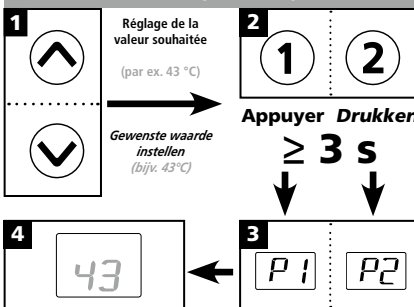 1
Réglage de la
valeur souhaitée
(par ex. 43 °C)
Gewenste waarde
instellen
(bijv. 43°C)
2
1 2
Appuyer Drukken
≥ 3 s
4
43
3
P1 P2